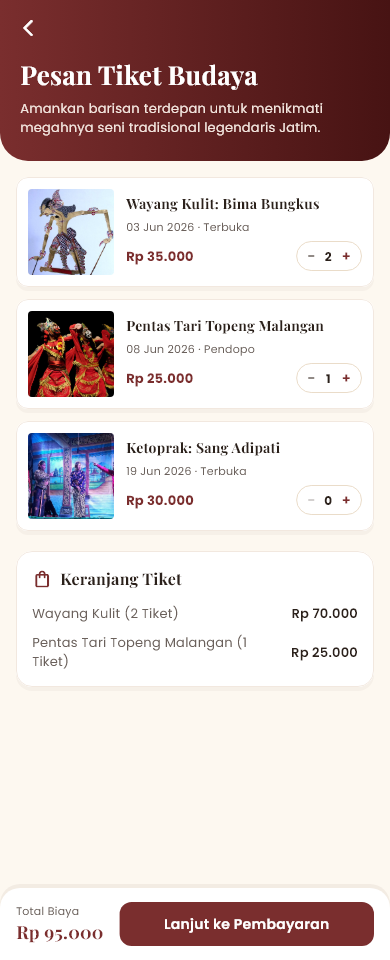 Pesan Tiket Budaya
Amankan barisan terdepan untuk menikmati
megahnya seni tradisional legendaris Jatim.
Wayang Kulit: Bima Bungkus
03 Jun 2026 · Terbuka
Rp 35.000
− 2 +
Pentas Tari Topeng Malangan
08 Jun 2026 · Pendopo
Rp 25.000
− 1 +
Ketoprak: Sang Adipati
19 Jun 2026 · Terbuka
Rp 30.000
− 0 +
Keranjang Tiket
Wayang Kulit (2 Tiket) Rp 70.000
Pentas Tari Topeng Malangan (1
Tiket) Rp 25.000
Total Biaya
Rp 95.000
Lanjut ke Pembayaran